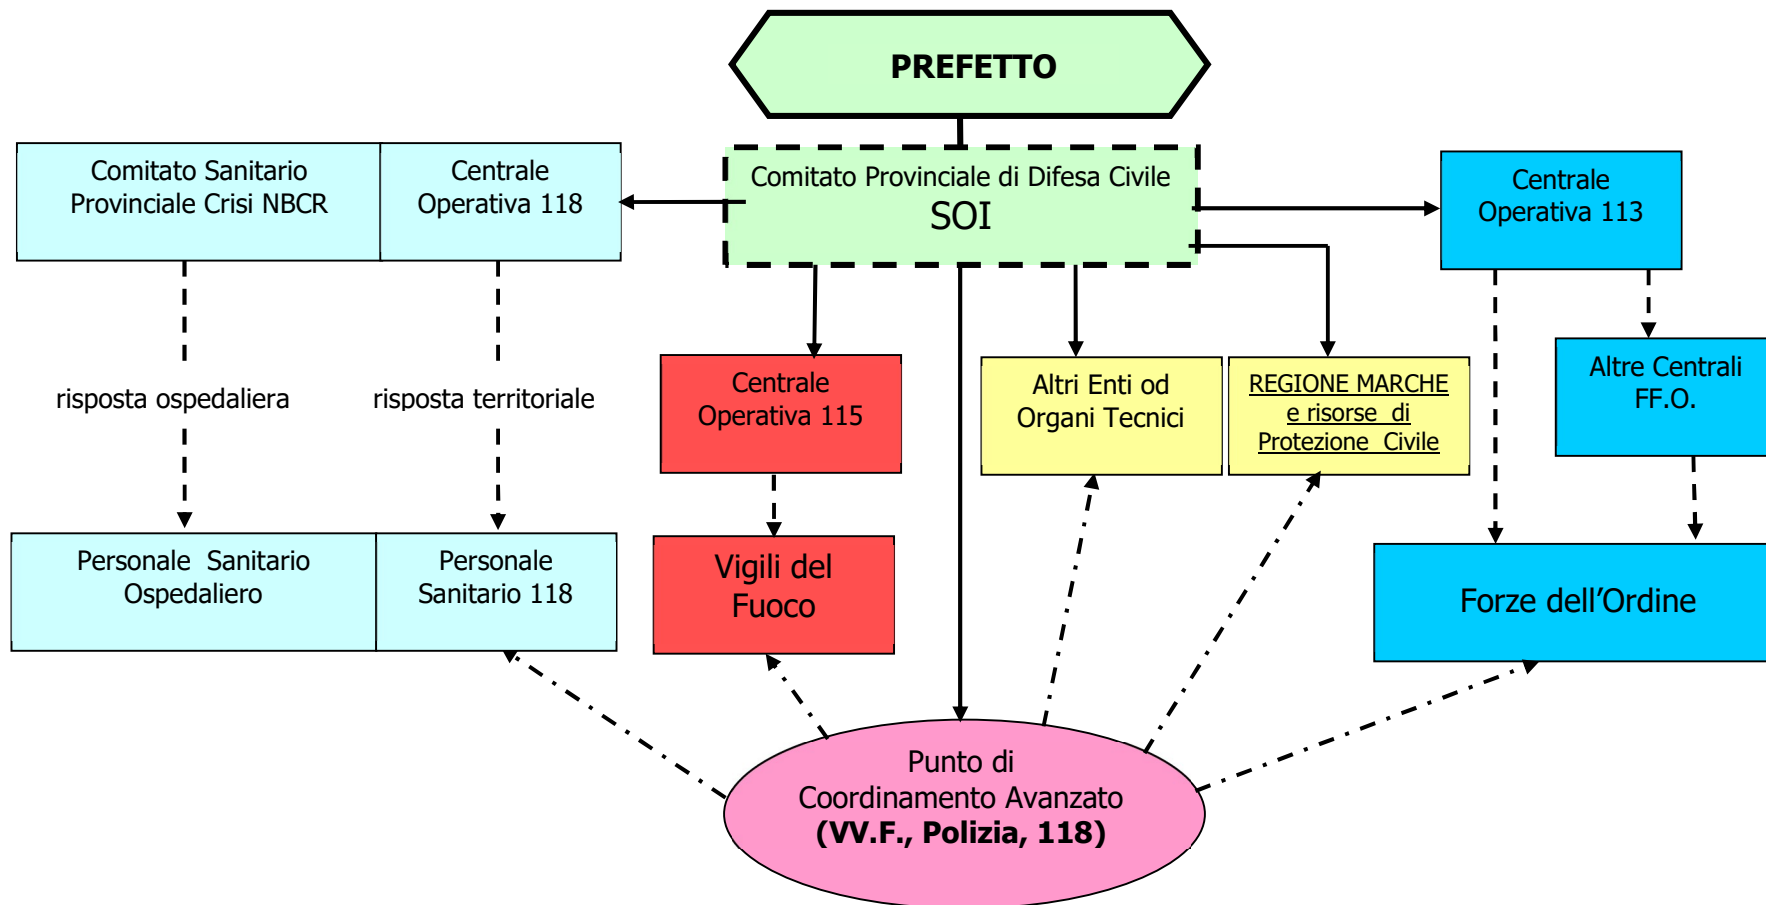 PREFETTO
Comitato Sanitario
Provinciale Crisi NBCR
Centrale
Operativa 118
Comitato Provinciale di Difesa Civile
SOI
Centrale
Operativa 113
risposta ospedaliera
risposta territoriale
Centrale
Operativa 115
Altri Enti od
Organi Tecnici
REGIONE MARCHE
e risorse di
Protezione Civile
Altre Centrali
FF.O.
Personale Sanitario
Ospedaliero
Personale
Sanitario 118
Vigili del
Fuoco
Forze dell'Ordine
Punto di
Coordinamento Avanzato
(VV.F., Polizia, 118)